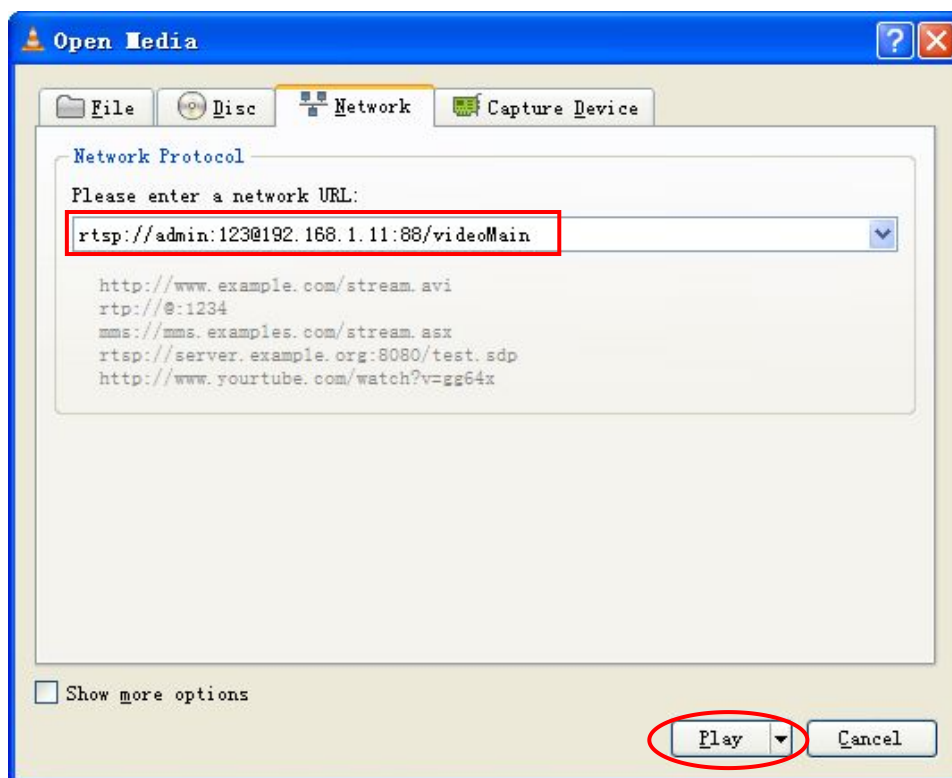 Open Media
File Disc Network Capture Device
Network Protocol
Please enter a network URL:
rtsp://admin:123@192.168.1.11:88/videoMain
http://www.example.com/stream.avi
rtp://@:1234
mms://mms.examples.com/stream.asx
rtsp://server.example.org:8080/test.sdp
http://www.yourtube.com/watch?v=gg64x
Show more options
Play Cancel